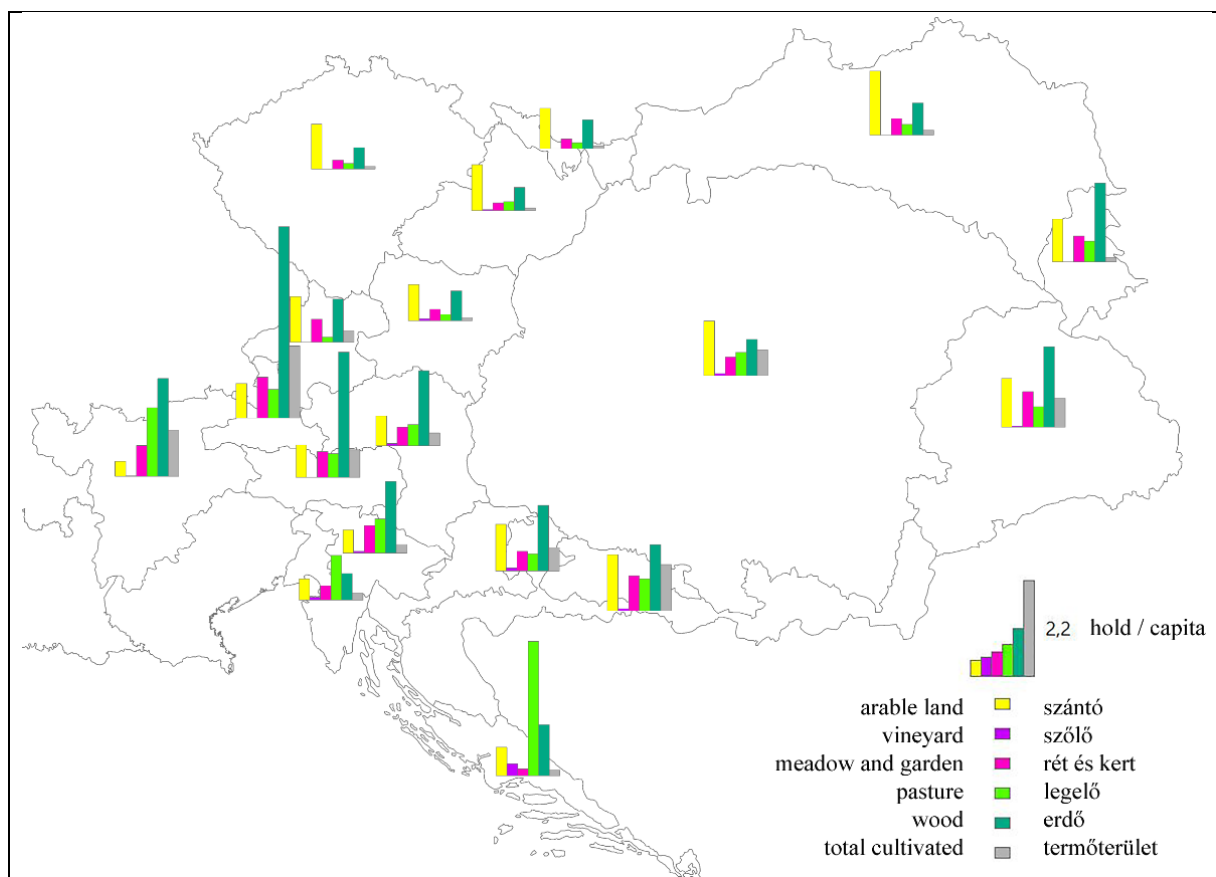 2,2 hold / capita
arable land szántó
vineyard szőlő
meadow and garden rét és kert
pasture legelő
wood erdő
total cultivated termőterület